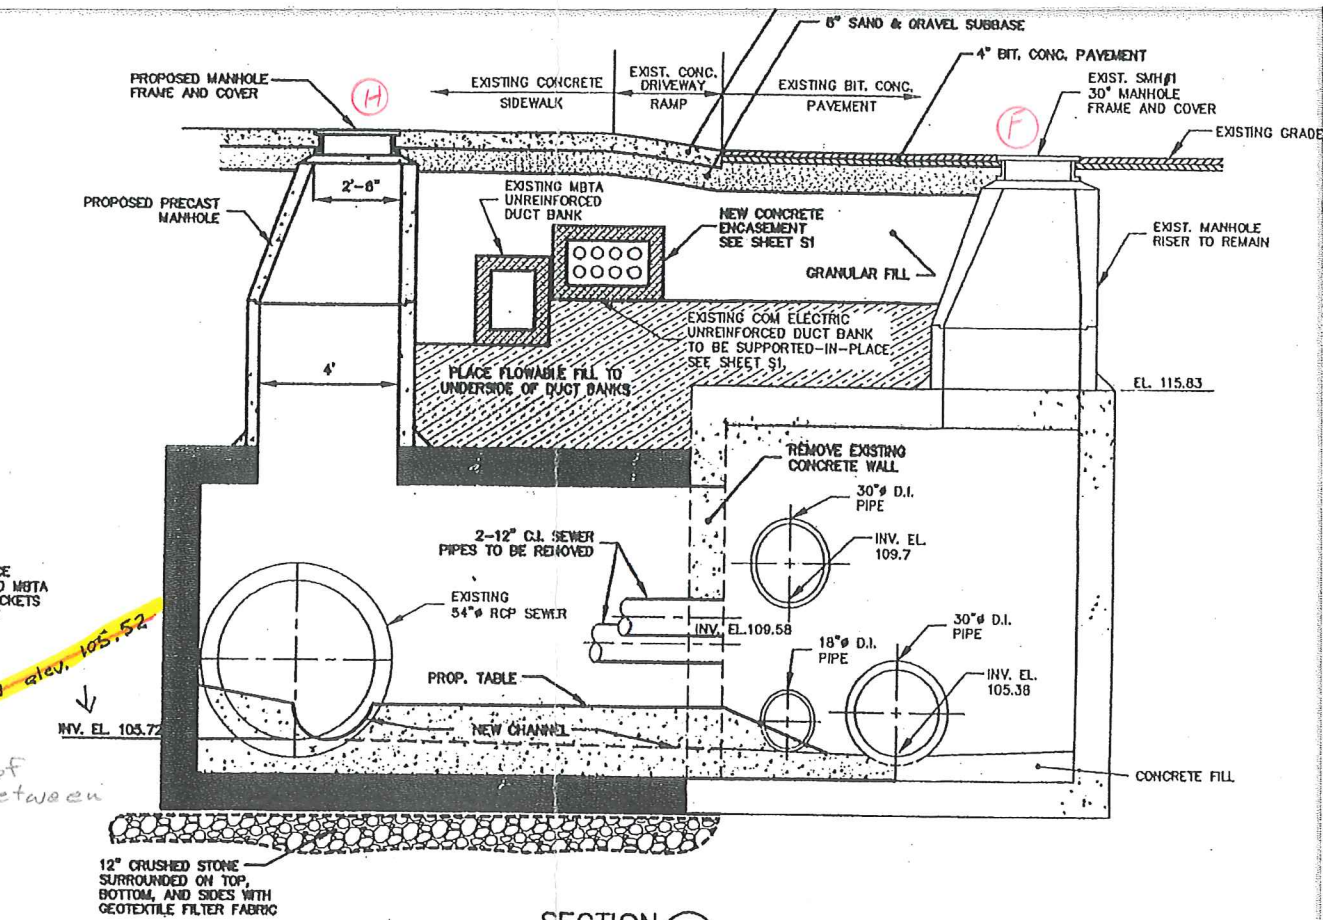 6" SAND & GRAVEL SUBBASE
4" BIT. CONC. PAVEMENT
PROPOSED MANHOLE
FRAME AND COVER
H
EXISTING CONCRETE
SIDEWALK
EXIST. CONC.
DRIVEWAY
RAMP
EXISTING BIT. CONC.
PAVEMENT
EXIST. SMH#1
30" MANHOLE
FRAME AND COVER
F
EXISTING GRADE
2'-6"
EXISTING MBTA
UNREINFORCED
DUCT BANK
PROPOSED PRECAST
MANHOLE
NEW CONCRETE
ENCASEMENT
SEE SHEET S1
EXIST. MANHOLE
RISER TO REMAIN
GRANULAR FILL
EXISTING COM ELECTRIC
UNREINFORCED DUCT BANK
TO BE SUPPORTED-IN-PLACE
SEE SHEET S1.
4'
PLACE FLOWABLE FILL TO
UNDERSIDE OF DUCT BANKS
EL. 115.83
REMOVE EXISTING
CONCRETE WALL
30"ø D.I.
PIPE
2-12" C.I. SEWER
PIPES TO BE REMOVED
INV. EL.
109.7
MBTA
CKETS
EXISTING
54"ø RCP SEWER
INV. EL.109.58
18"ø D.I.
PIPE
30"ø D.I.
PIPE
elev. 105.52
PROP. TABLE
INV. EL.
105.38
INV. EL. 105.72
NEW CHANNEL
of
etween
CONCRETE FILL
12" CRUSHED STONE
SURROUNDED ON TOP,
BOTTOM, AND SIDES WITH
GEOTEXTILE FILTER FABRIC
SECTION